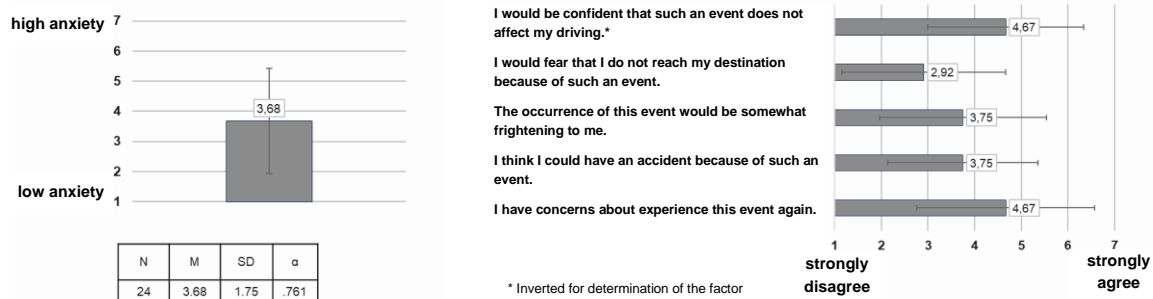 high anxiety 7
6
5
4
3
2
low anxiety 1
3,68
N M SD α
24 3.68 1.75 .761
I would be confident that such an event does not
affect my driving.*
4,67
I would fear that I do not reach my destination
because of such an event.
2,92
The occurrence of this event would be somewhat
frightening to me.
3,75
I think I could have an accident because of such an
event.
3,75
I have concerns about experience this event again.
4,67
1 2 3 4 5 6 7
strongly
disagree
strongly
agree
* Inverted for determination of the factor